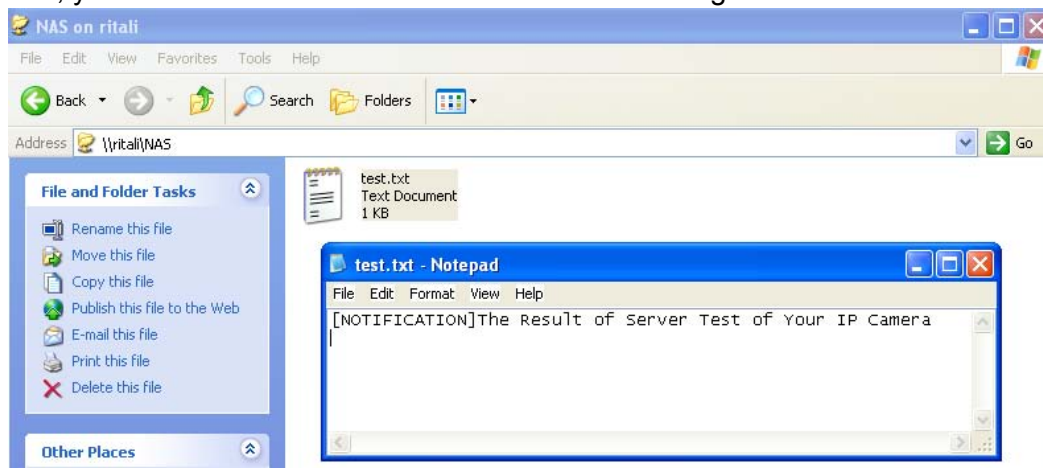 NAS on ritali
File Edit View Favorites Tools Help
Back Search Folders
Address \\ritali\NAS Go
File and Folder Tasks
Rename this file
Move this file
Copy this file
Publish this file to the Web
E-mail this file
Print this file
Delete this file
Other Places
test.txt
Text Document
1 KB
test.txt - Notepad
File Edit Format View Help
[NOTIFICATION]The Result of Server Test of Your IP Camera